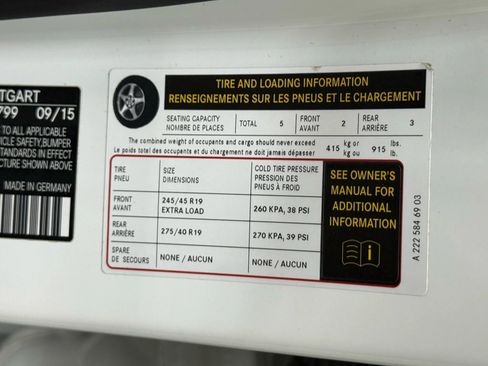 TGART
799 09/15
S TO ALL APPLICABLE
HICLE SAFETY, BUMPER
STANDARDS IN EFFECT
ACTURE SHOWN ABOVE
MADE IN GERMANY
TIRE AND LOADING INFORMATION
RENSEIGNEMENTS SUR LES PNEUS ET LE CHARGEMENT
SEATING CAPACITY
NOMBRE DE PLACES
TOTAL 5
FRONT
AVANT 2
REAR
ARRIÈRE 3
The combined weight of occupants and cargo should never exceed
Le poids total des occupants et du chargement ne doit jamais dépasser
415 kg or
kg ou
915 lbs.
lb.
TIRE
PNEU
SIZE
DIMENSIONS
COLD TIRE PRESSURE
PRESSION DES
PNEUS À FROID
FRONT
AVANT
245/45 R19
EXTRA LOAD
260 KPA, 38 PSI
REAR
ARRIÈRE
275/40 R19
270 KPA, 39 PSI
SPARE
DE SECOURS
NONE / AUCUN
NONE / AUCUN
SEE OWNER'S
MANUAL FOR
ADDITIONAL
INFORMATION
i
A 222 584 69 03